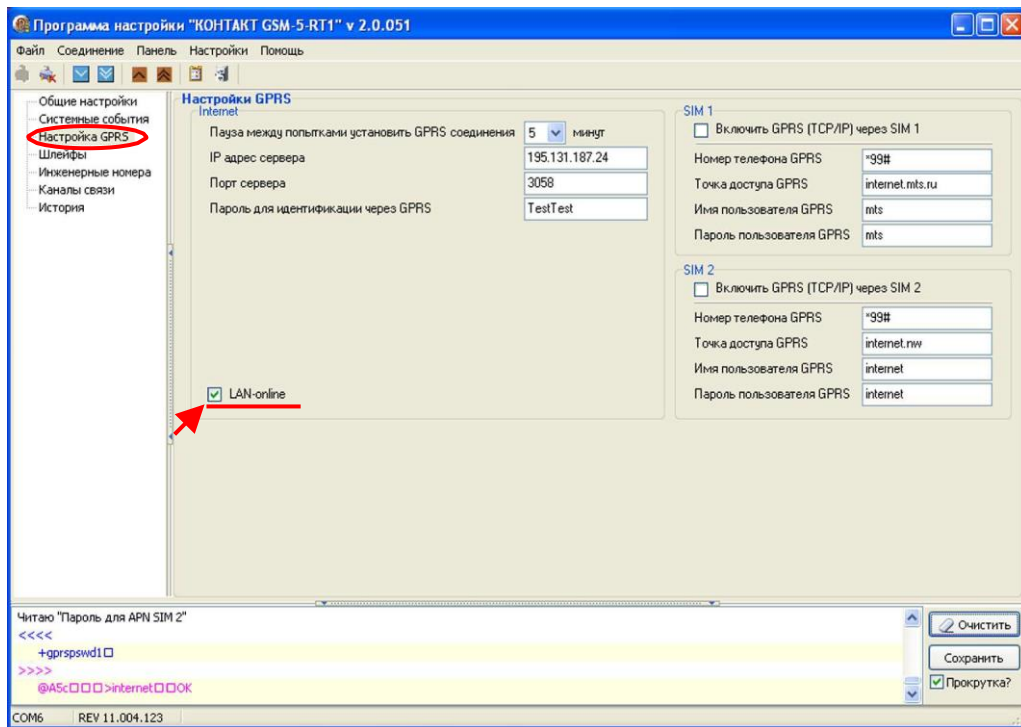 Программа настройки "КОНТАКТ GSM-5-RT1" v 2.0.051
Файл Соединение Панель Настройки Помощь
Общие настройки
Системные события
Настройка GPRS
Шлейфы
Инженерные номера
Каналы связи
История
Настройки GPRS
Internet
Пауза между попытками установить GPRS соединения 5 минут
IP адрес сервера 195.131.187.24
Порт сервера 3058
Пароль для идентификации через GPRS TestTest
LAN-online
SIM 1
Включить GPRS (TCP/IP) через SIM 1
Номер телефона GPRS *99#
Точка доступа GPRS internet.mts.ru
Имя пользователя GPRS mts
Пароль пользователя GPRS mts
SIM 2
Включить GPRS (TCP/IP) через SIM 2
Номер телефона GPRS *99#
Точка доступа GPRS internet.nw
Имя пользователя GPRS internet
Пароль пользователя GPRS internet
Читаю "Пароль для APN SIM 2"
<<<<
+gprspswd1□
>>>>
@A5c□□□>internet□□OK
Очистить
Сохранить
Прокрутка?
COM6 REV 11.004.123